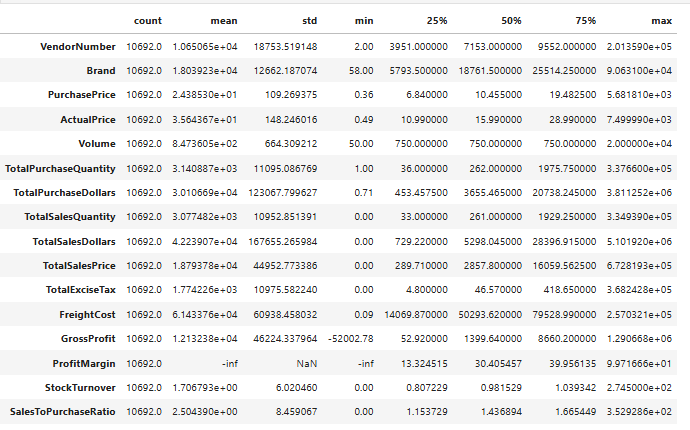 count mean std min 25% 50% 75% max
VendorNumber 10692.0 1.065065e+04 18753.519148 2.00 3951.000000 7153.000000 9552.000000 2.013590e+05
Brand 10692.0 1.803923e+04 12662.187074 58.00 5793.500000 18761.500000 25514.250000 9.063100e+04
PurchasePrice 10692.0 2.438530e+01 109.269375 0.36 6.840000 10.455000 19.482500 5.681810e+03
ActualPrice 10692.0 3.564367e+01 148.246016 0.49 10.990000 15.990000 28.990000 7.499990e+03
Volume 10692.0 8.473605e+02 664.309212 50.00 750.000000 750.000000 750.000000 2.000000e+04
TotalPurchaseQuantity 10692.0 3.140887e+03 11095.086769 1.00 36.000000 262.000000 1975.750000 3.376600e+05
TotalPurchaseDollars 10692.0 3.010669e+04 123067.799627 0.71 453.457500 3655.465000 20738.245000 3.811252e+06
TotalSalesQuantity 10692.0 3.077482e+03 10952.851391 0.00 33.000000 261.000000 1929.250000 3.349390e+05
TotalSalesDollars 10692.0 4.223907e+04 167655.265984 0.00 729.220000 5298.045000 28396.915000 5.101920e+06
TotalSalesPrice 10692.0 1.879378e+04 44952.773386 0.00 289.710000 2857.800000 16059.562500 6.728193e+05
TotalExciseTax 10692.0 1.774226e+03 10975.582240 0.00 4.800000 46.570000 418.650000 3.682428e+05
FreightCost 10692.0 6.143376e+04 60938.458032 0.09 14069.870000 50293.620000 79528.990000 2.570321e+05
GrossProfit 10692.0 1.213238e+04 46224.337964 -52002.78 52.920000 1399.640000 8660.200000 1.290668e+06
ProfitMargin 10692.0 -inf NaN -inf 13.324515 30.405457 39.956135 9.971666e+01
StockTurnover 10692.0 1.706793e+00 6.020460 0.00 0.807229 0.981529 1.039342 2.745000e+02
SalesToPurchaseRatio 10692.0 2.504390e+00 8.459067 0.00 1.153729 1.436894 1.665449 3.529286e+02